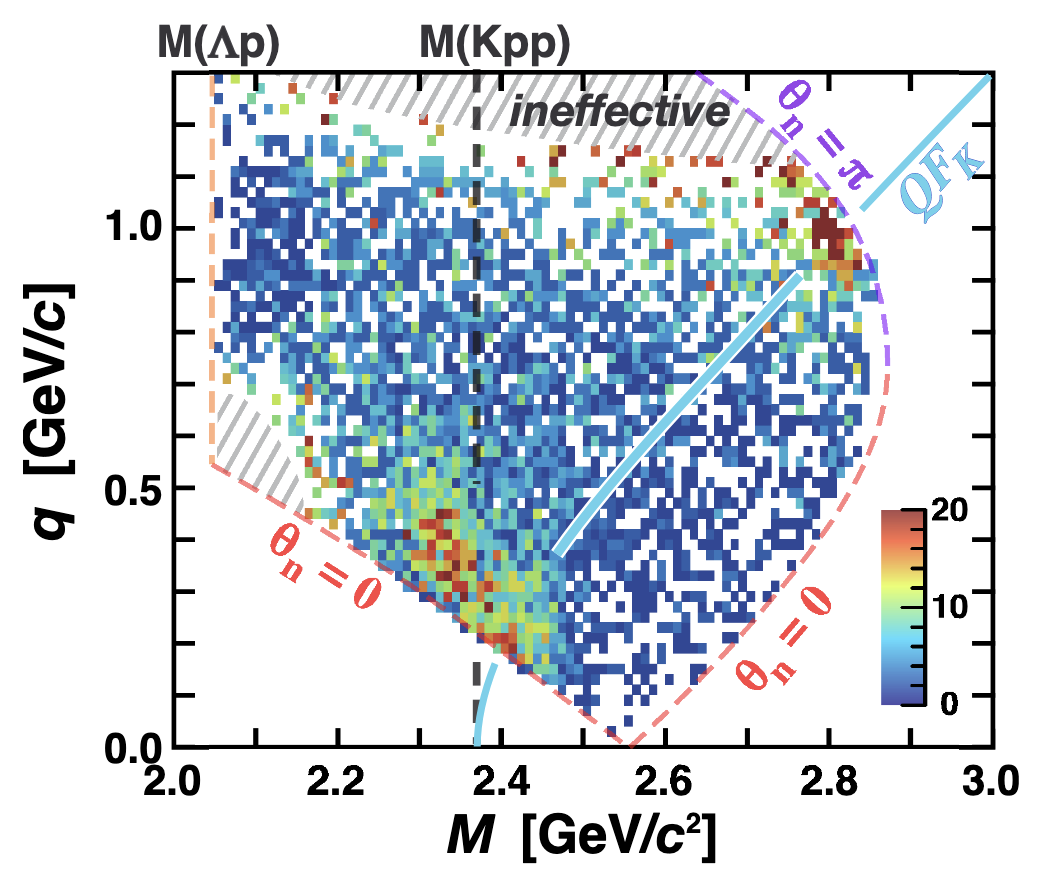 M(Λp) M(Kpp)
ineffective
θn = π
QFK
1.0
0.5
0.0
q [GeV/c]
θn = 0
θn = 0
20
10
0
2.0 2.2 2.4 2.6 2.8 3.0
M [GeV/c²]